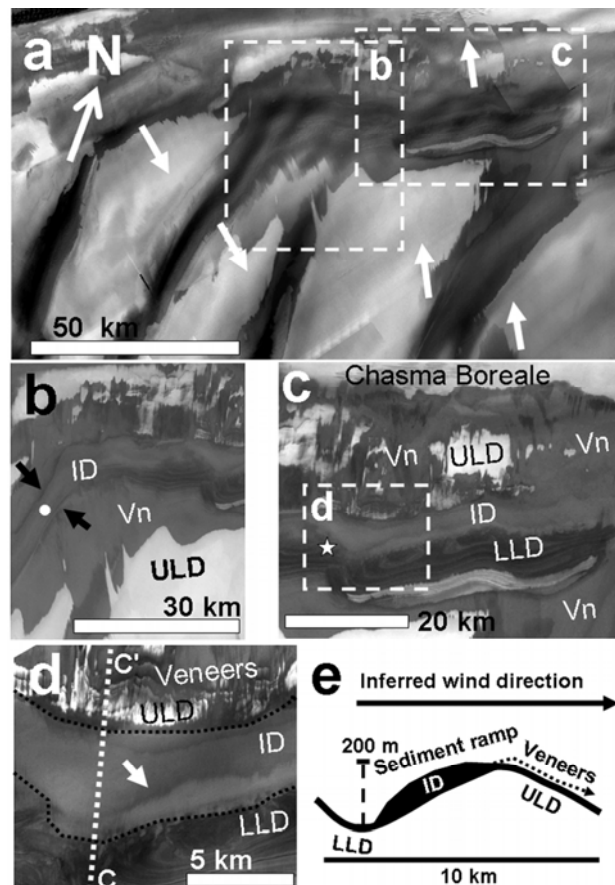 a
N
b
c
50 km
b
ID
Vn
ULD
30 km
c
Chasma Boreale
Vn
ULD
Vn
d
ID
LLD
20 km
Vn
d
C'
Veneers
ULD
ID
LLD
C
5 km
e
Inferred wind direction
200 m
Sediment ramp
Veneers
ID
ULD
LLD
10 km